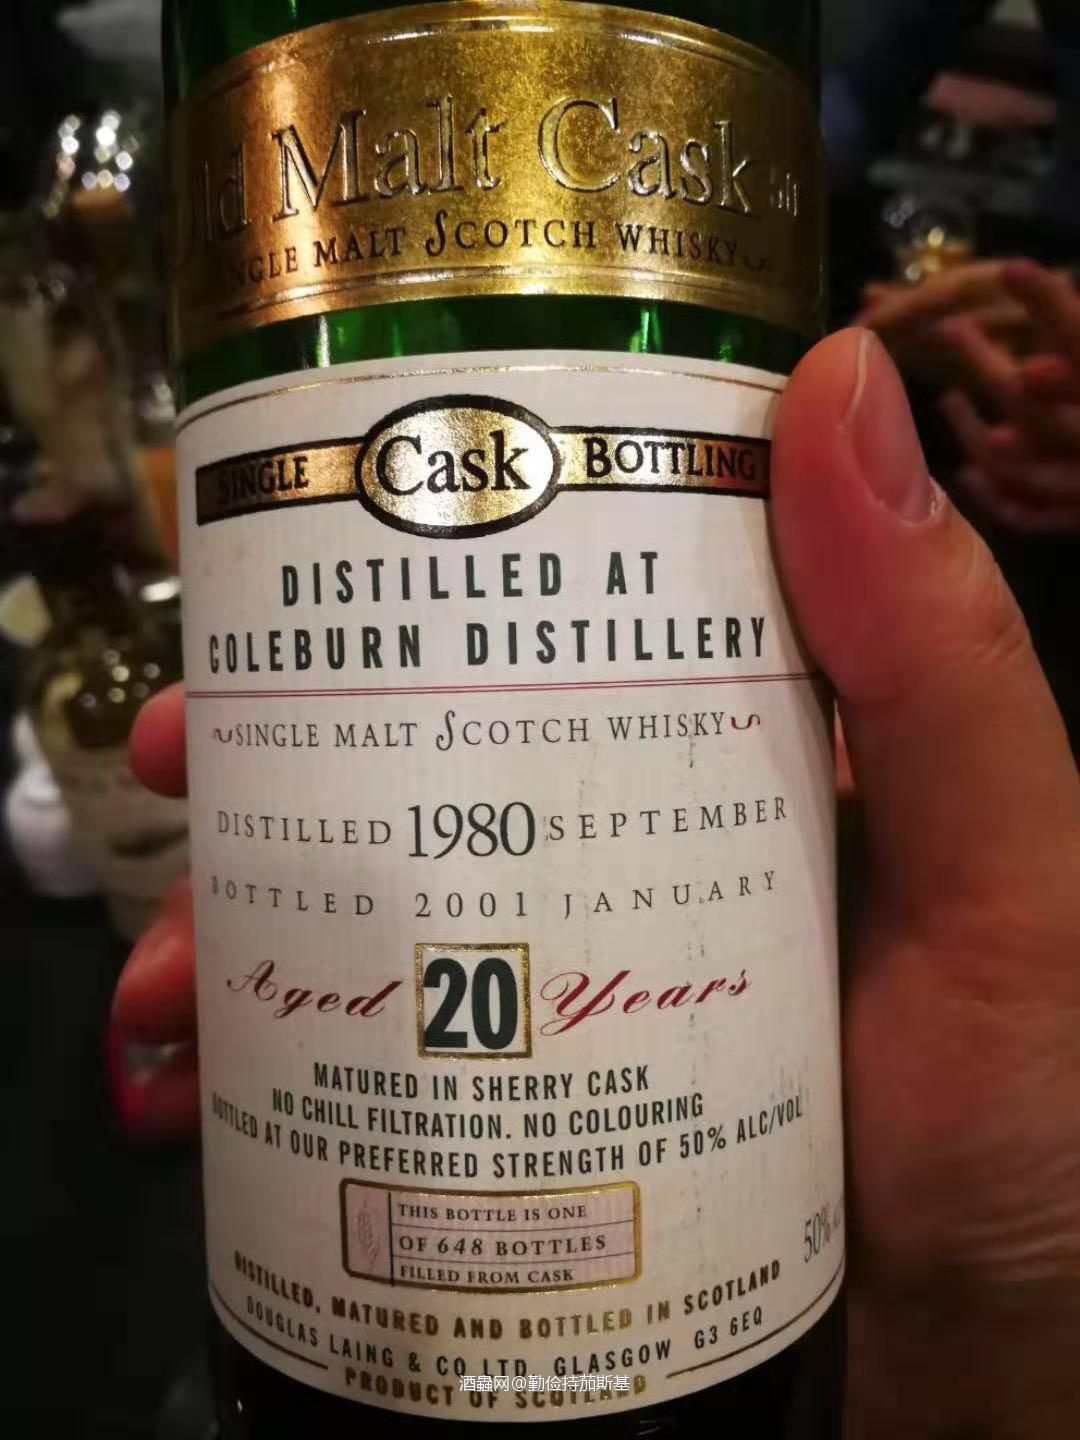 Old Malt Cask
SINGLE MALT SCOTCH WHISKY
SINGLE Cask BOTTLING
DISTILLED AT
COLEBURN DISTILLERY
SINGLE MALT SCOTCH WHISKY
DISTILLED 1980 SEPTEMBER
BOTTLED 2001 JANUARY
Aged 20 Years
MATURED IN SHERRY CASK
NO CHILL FILTRATION. NO COLOURING
BOTTLED AT OUR PREFERRED STRENGTH OF 50% ALC/VOL
THIS BOTTLE IS ONE
OF 648 BOTTLES
FILLED FROM CASK
50%
DISTILLED, MATURED AND BOTTLED IN SCOTLAND
DOUGLAS LAING & CO LTD. GLASGOW G3 6EQ
PRODUCT OF SCOTLAND
酒蟲网@勤俭持茄斯基